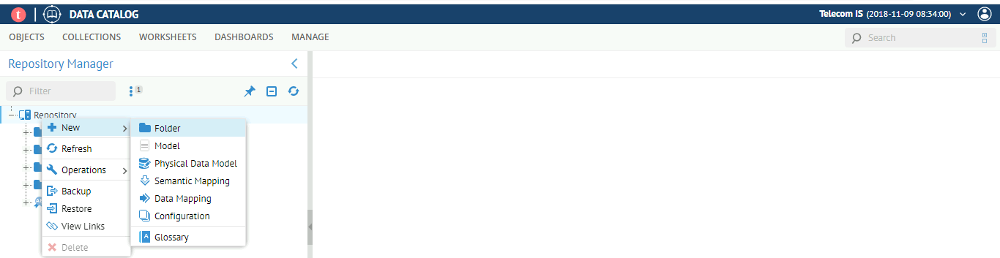 t DATA CATALOG Telecom IS (2018-11-09 08:34:00)
OBJECTS COLLECTIONS WORKSHEETS DASHBOARDS MANAGE Search
Repository Manager
Filter 1
Repository
New
Refresh
Operations
Backup
Restore
View Links
Delete
Folder
Model
Physical Data Model
Semantic Mapping
Data Mapping
Configuration
A Glossary